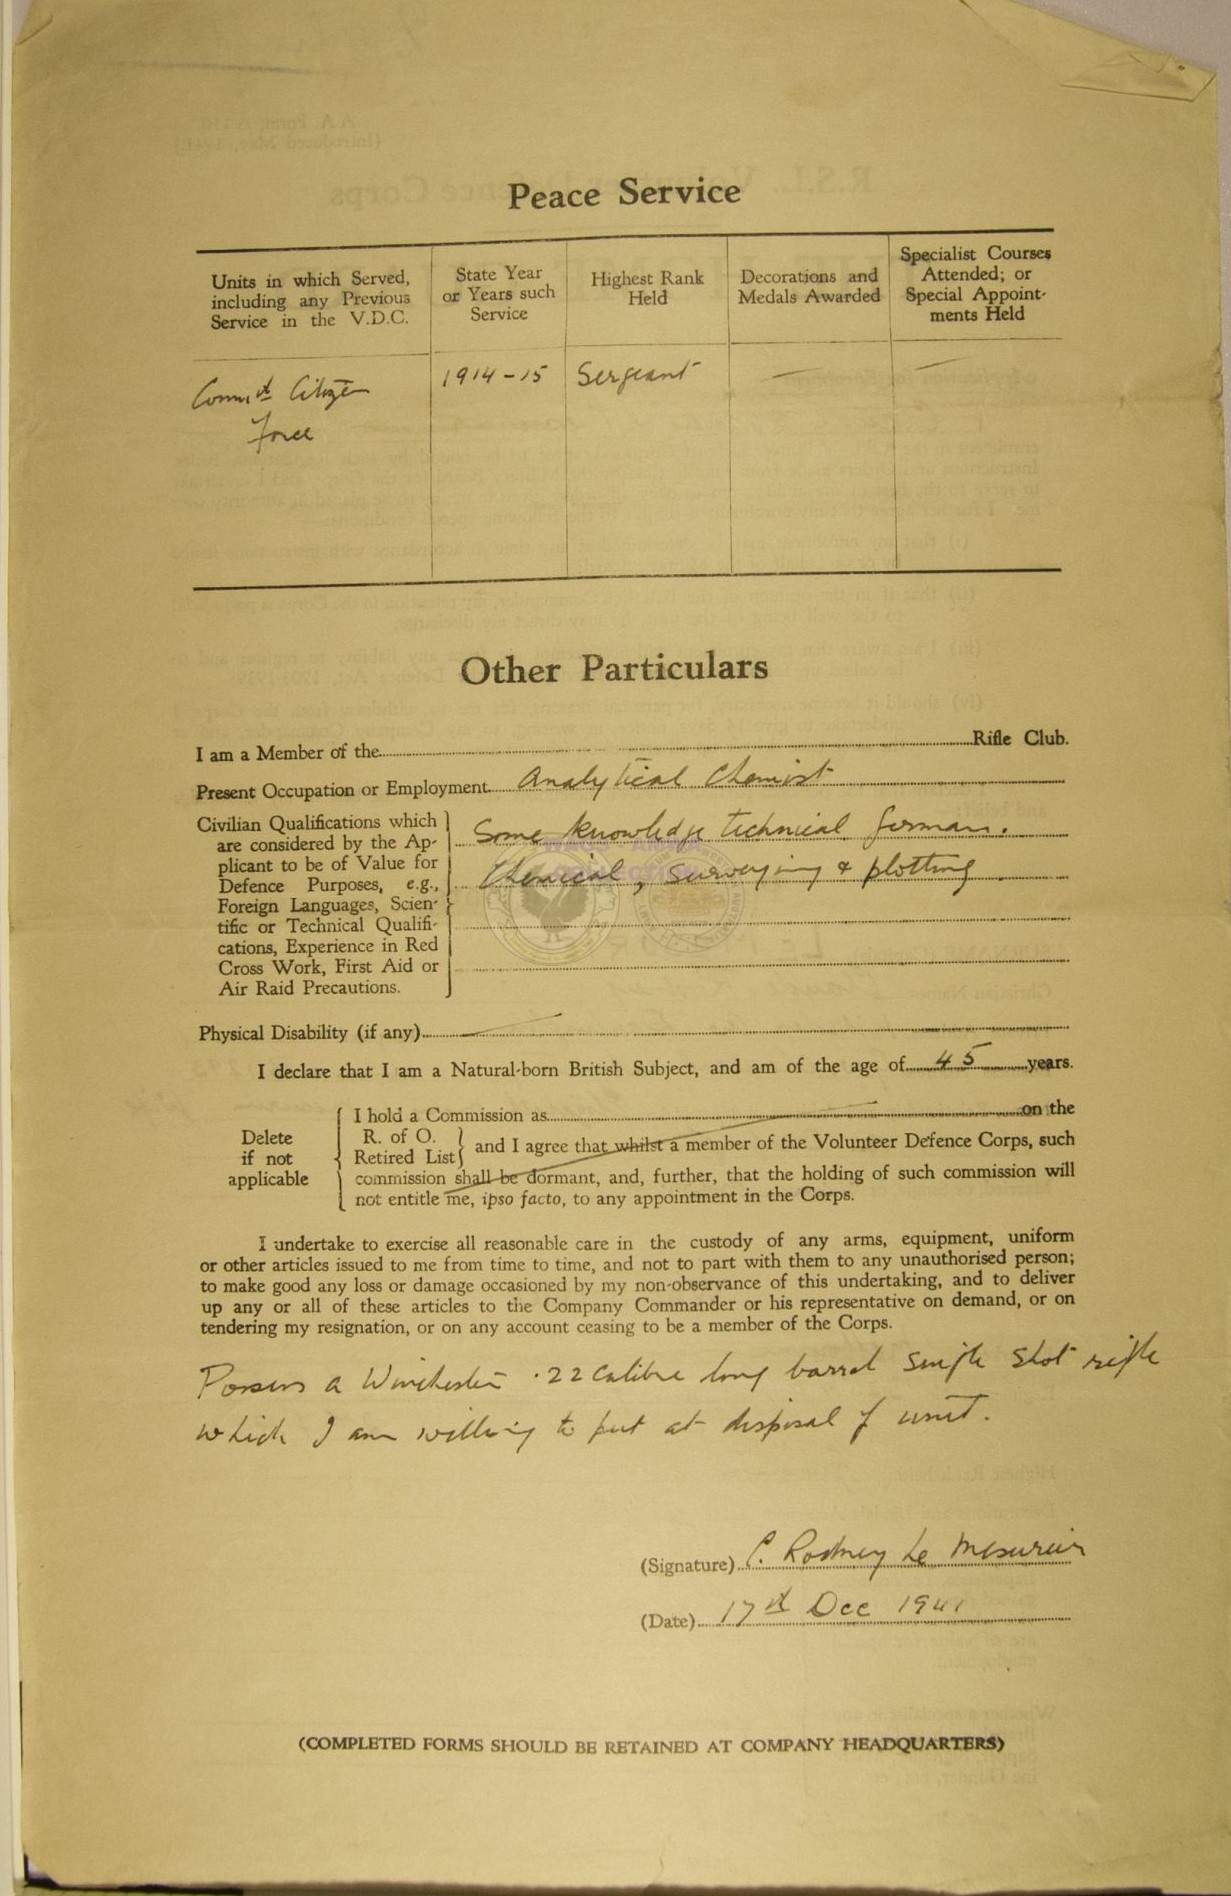 Peace Service
Units in which Served,
including any Previous
Service in the V.D.C.
State Year
or Years such
Service
Highest Rank
Held
Decorations and
Medals Awarded
Specialist Courses
Attended; or
Special Appoint-
ments Held
Commth Citizen
Force
1914-15
Sergeant
Other Particulars
I am a Member of the Rifle Club.
Present Occupation or Employment Analytical Chemist
Civilian Qualifications which
are considered by the Ap-
plicant to be of Value for
Defence Purposes, e.g.,
Foreign Languages, Scien-
tific or Technical Qualifi-
cations, Experience in Red
Cross Work, First Aid or
Air Raid Precautions.
Some knowledge technical German.
Chemical, surveying & plotting
Physical Disability (if any)
I declare that I am a Natural-born British Subject, and am of the age of 45 years.
Delete
if not
applicable
I hold a Commission as on the
R. of O.
Retired List
and I agree that whilst a member of the Volunteer Defence Corps, such
commission shall be dormant, and, further, that the holding of such commission will
not entitle me, ipso facto, to any appointment in the Corps.
I undertake to exercise all reasonable care in the custody of any arms, equipment, uniform
or other articles issued to me from time to time, and not to part with them to any unauthorised person;
to make good any loss or damage occasioned by my non-observance of this undertaking, and to deliver
up any or all of these articles to the Company Commander or his representative on demand, or on
tendering my resignation, or on any account ceasing to be a member of the Corps.
Possess a Winchester .22 calibre long barrel single shot rifle
which I am willing to put at disposal of unit.
(Signature) C. Rodney Le Mesurier
(Date) 17th Dec 1941
(COMPLETED FORMS SHOULD BE RETAINED AT COMPANY HEADQUARTERS)